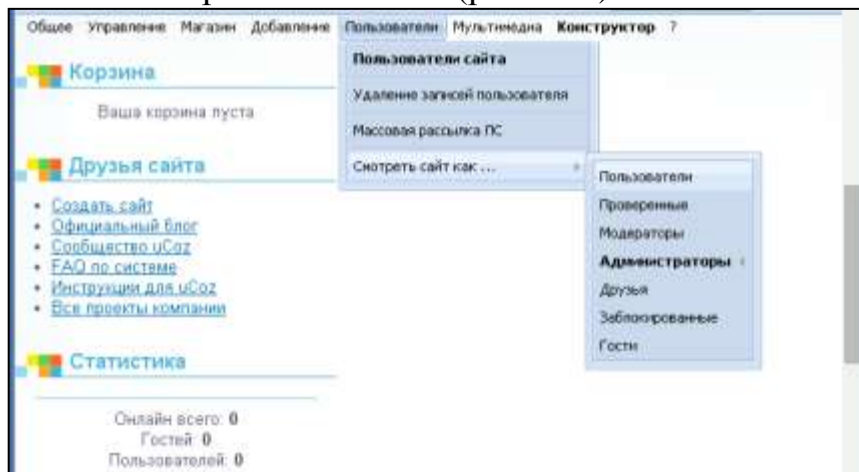 Общее Управление Магазин Добавление Пользователи Мультимедиа Конструктор ?
Пользователи сайта
Удаление записей пользователя
Массовая рассылка ПС
Смотреть сайт как ...
Пользователи
Проверенные
Модераторы
Администраторы
Друзья
Заблокированные
Гости
Корзина
Ваша корзина пуста
Друзья сайта
Создать сайт
Официальный блог
Сообщество uCoz
FAQ по системе
Инструкции для uCoz
Все проекты компании
Статистика
Онлайн всего: 0
Гостей: 0
Пользователей: 0